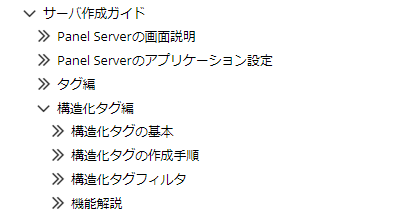 サーバ作成ガイド
Panel Serverの画面説明
Panel Serverのアプリケーション設定
タグ編
構造化タグ編
構造化タグの基本
構造化タグの作成手順
構造化タグフィルタ
機能解説